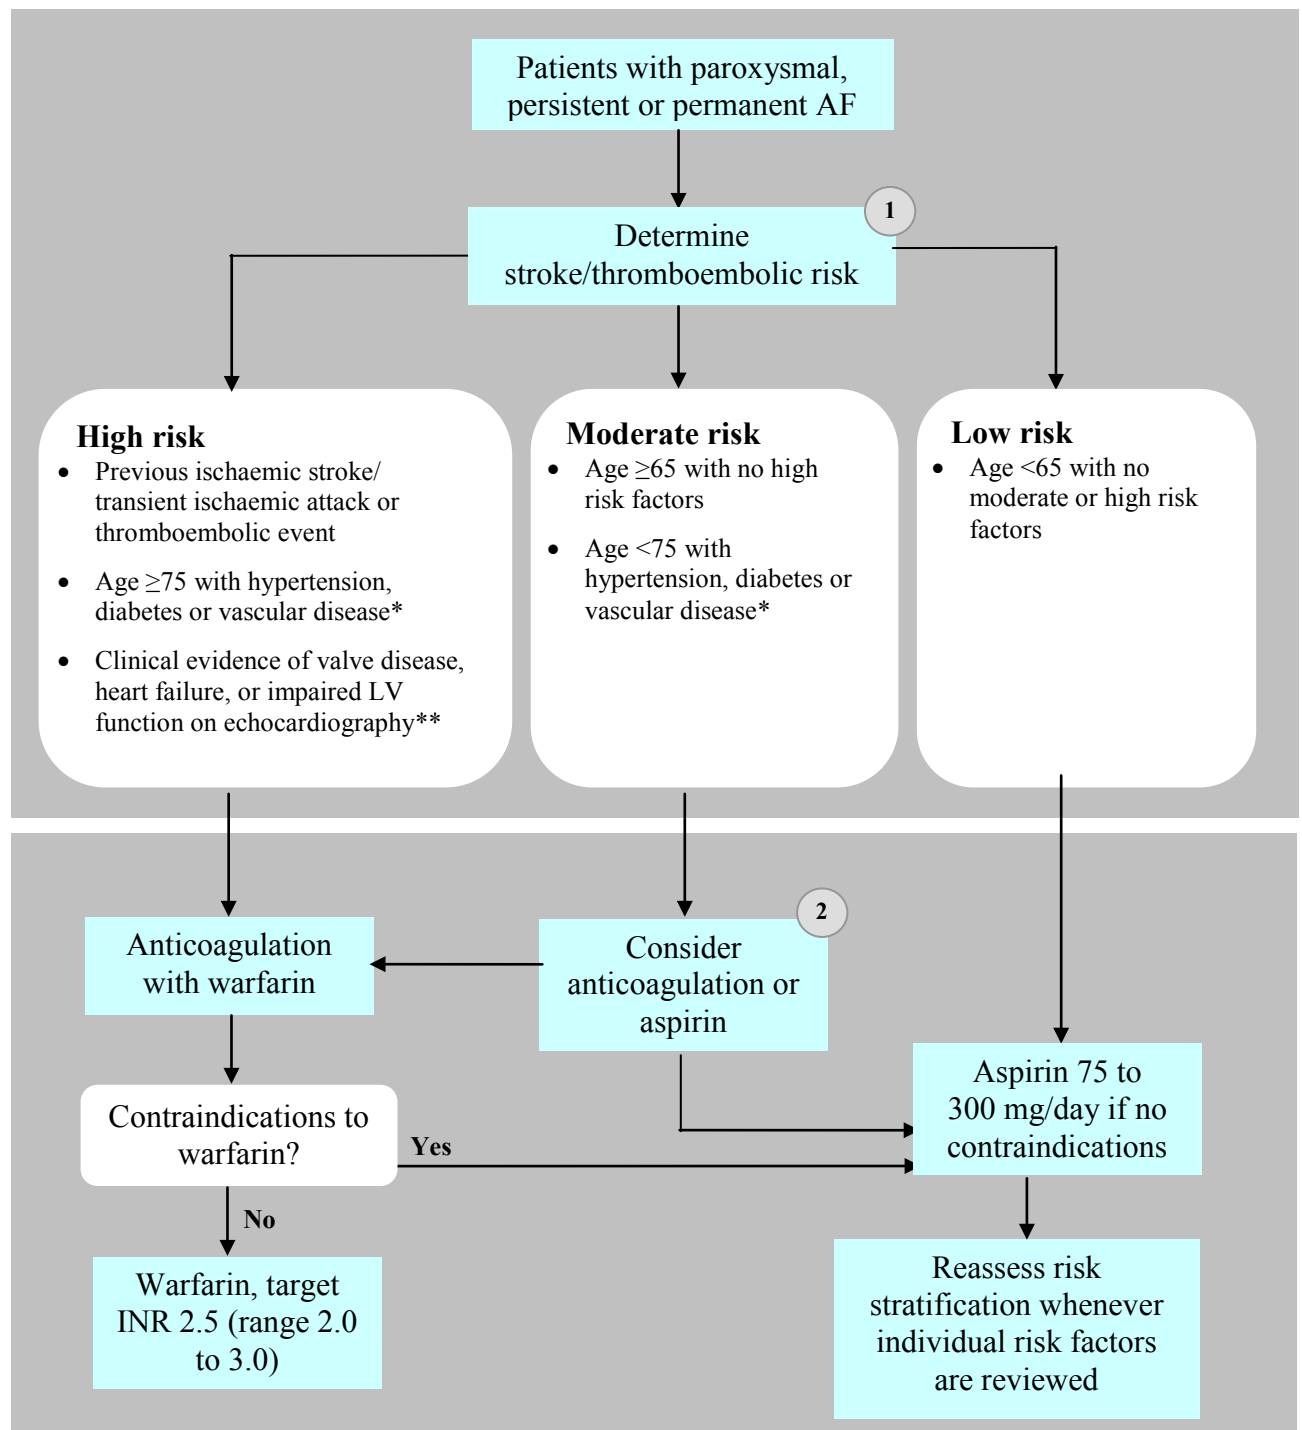 Patients with paroxysmal,
persistent or permanent AF
1
Determine
stroke/thromboembolic risk
High risk
• Previous ischaemic stroke/
transient ischaemic attack or
thromboembolic event
• Age ≥75 with hypertension,
diabetes or vascular disease*
• Clinical evidence of valve disease,
heart failure, or impaired LV
function on echocardiography**
Moderate risk
• Age ≥65 with no high
risk factors
• Age <75 with
hypertension, diabetes or
vascular disease*
Low risk
• Age <65 with no
moderate or high risk
factors
Anticoagulation
with warfarin
2
Consider
anticoagulation or
aspirin
Contraindications to
warfarin?
Yes
No
Aspirin 75 to
300 mg/day if no
contraindications
Warfarin, target
INR 2.5 (range 2.0
to 3.0)
Reassess risk
stratification whenever
individual risk factors
are reviewed